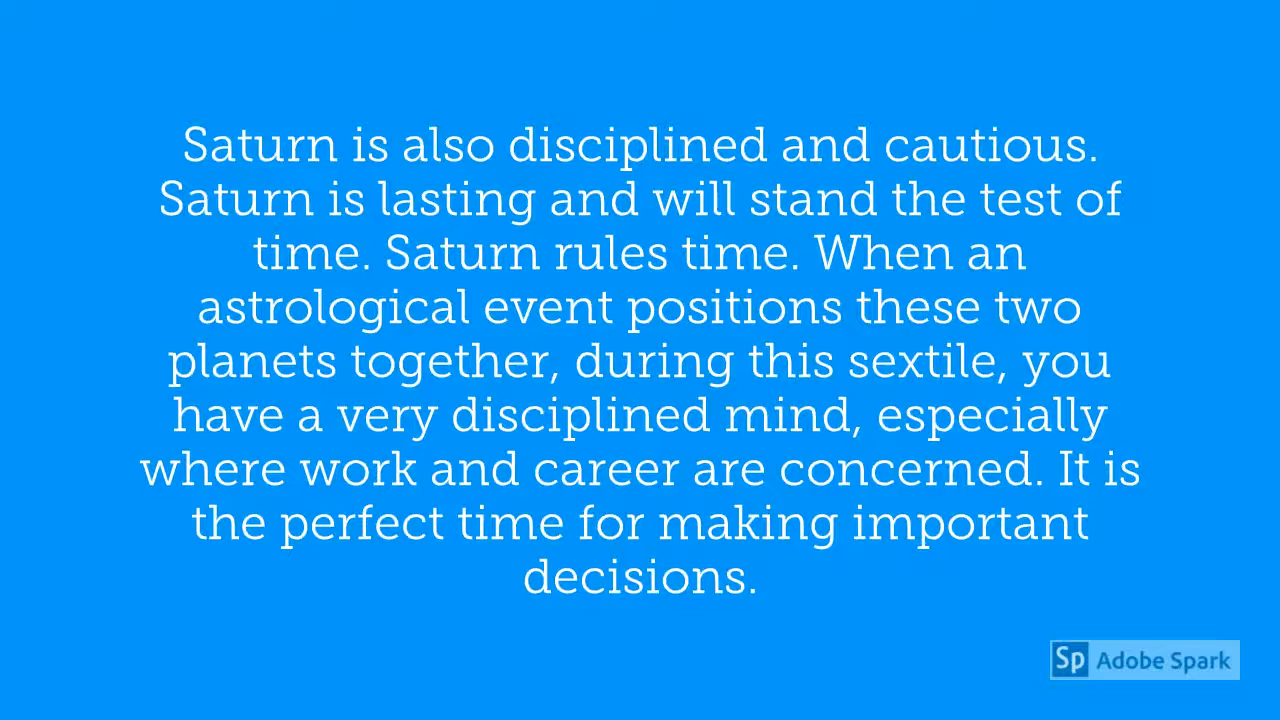 Saturn is also disciplined and cautious.
Saturn is lasting and will stand the test of
time. Saturn rules time. When an
astrological event positions these two
planets together, during this sextile, you
have a very disciplined mind, especially
where work and career are concerned. It is
the perfect time for making important
decisions.
Sp Adobe Spark